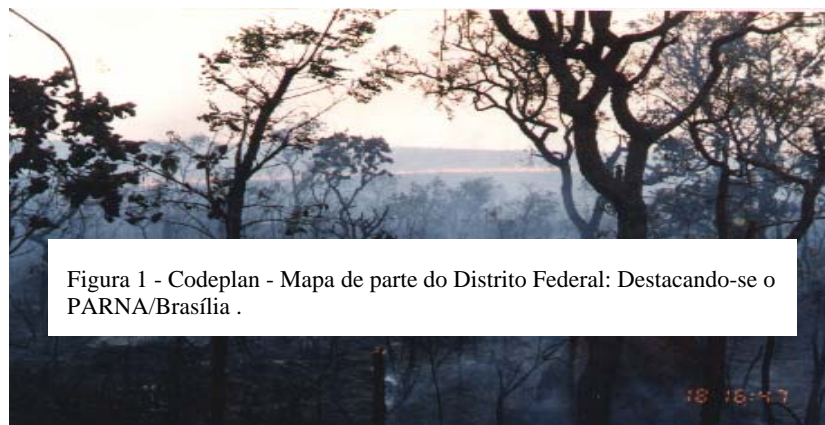 Figura 1 - Codeplan - Mapa de parte do Distrito Federal: Destacando-se o
PARNA/Brasília .
18:16:47